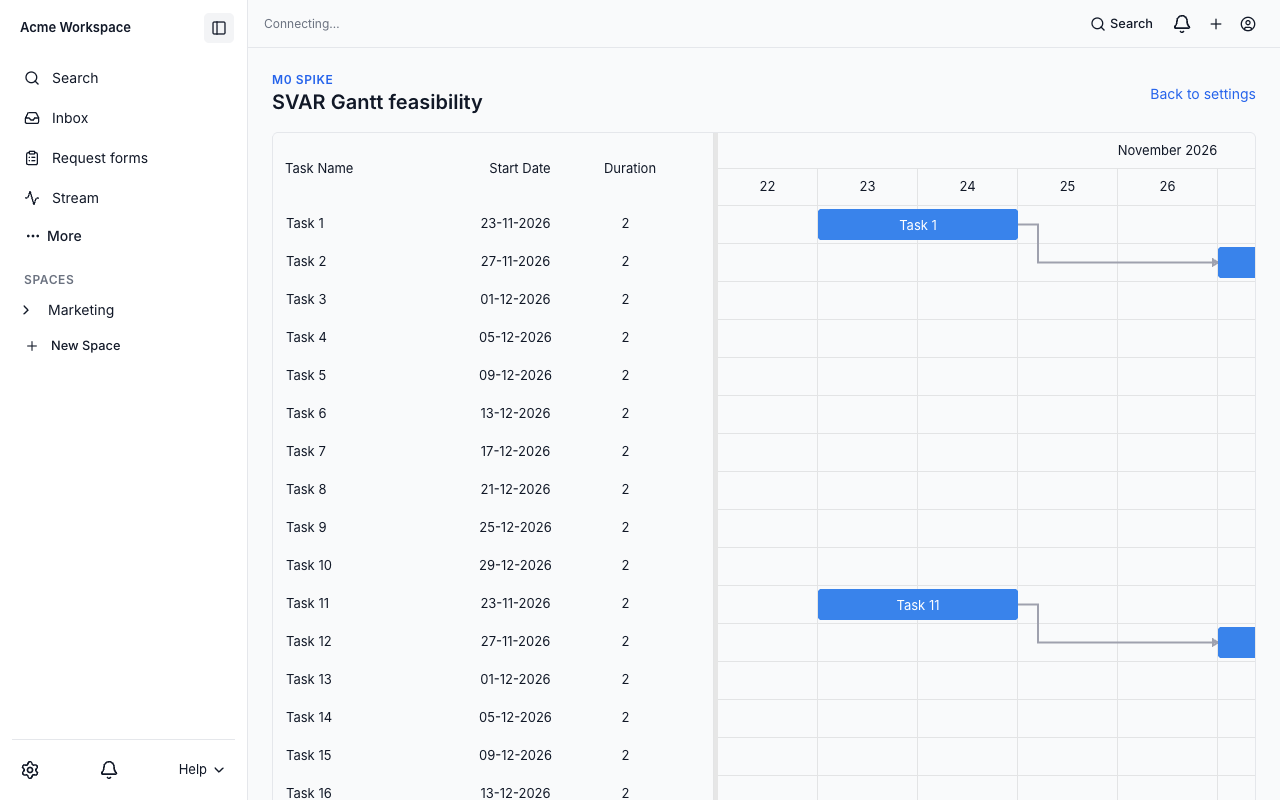 Acme Workspace
Search
Inbox
Request forms
Stream
More
SPACES
Marketing
New Space
Help
Connecting...
Search
M0 SPIKE
SVAR Gantt feasibility
Back to settings
Task Name Start Date Duration
November 2026
22 23 24 25 26
Task 1 23-11-2026 2 Task 1
Task 2 27-11-2026 2
Task 3 01-12-2026 2
Task 4 05-12-2026 2
Task 5 09-12-2026 2
Task 6 13-12-2026 2
Task 7 17-12-2026 2
Task 8 21-12-2026 2
Task 9 25-12-2026 2
Task 10 29-12-2026 2
Task 11 23-11-2026 2 Task 11
Task 12 27-11-2026 2
Task 13 01-12-2026 2
Task 14 05-12-2026 2
Task 15 09-12-2026 2
Task 16 13-12-2026 2